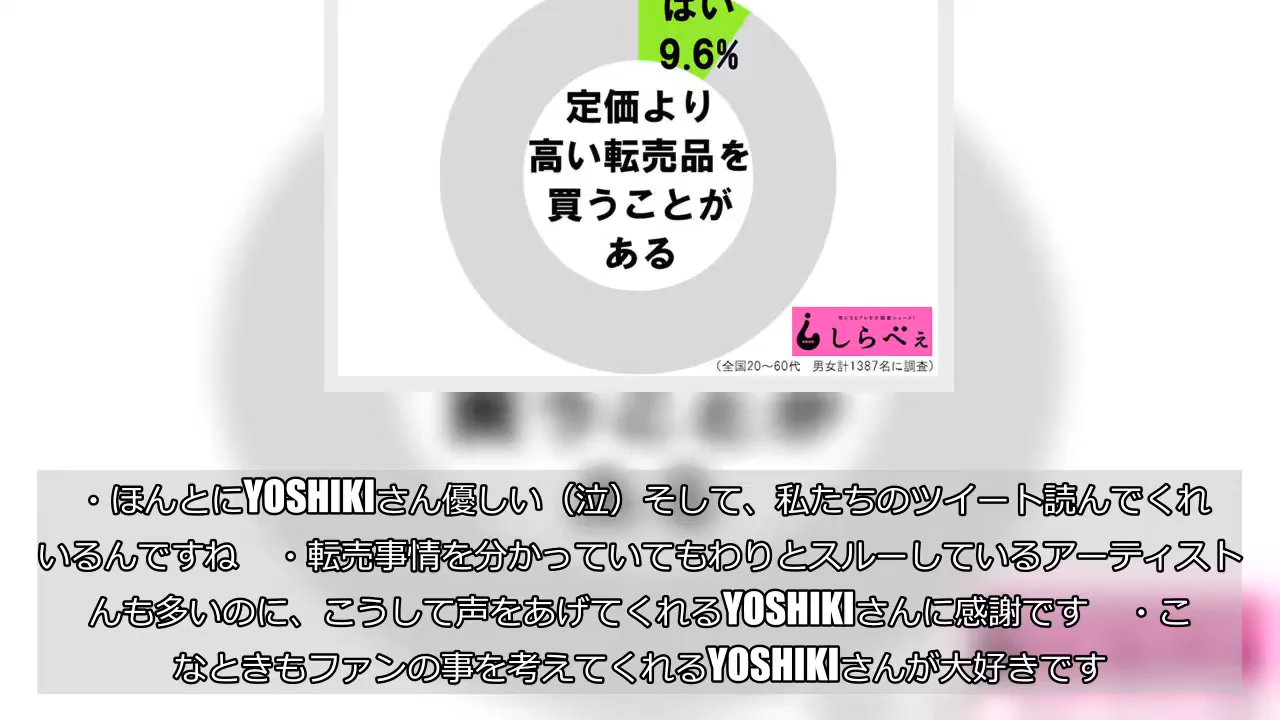 はい
9.6%
定価より
高い転売品を
買うことが
ある
しらべぇ
（全国20～60代　男女計1387名に調査）
・ほんとにYOSHIKIさん優しい（泣）そして、私たちのツイート読んでくれ
いるんですね　・転売事情を分かっていてもわりとスルーしているアーティスト
んも多いのに、こうして声をあげてくれるYOSHIKIさんに感謝です　・こ
なときもファンの事を考えてくれるYOSHIKIさんが大好きです